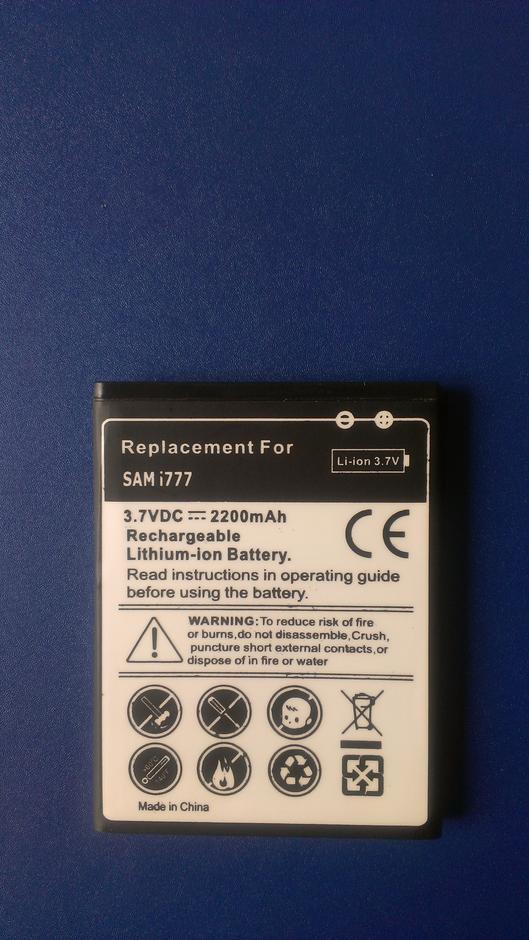 Replacement For
Li-ion 3.7V
SAM i777
3.7VDC ⎓ 2200mAh
Rechargeable
Lithium-ion Battery.
CE
Read instructions in operating guide
before using the battery.
WARNING: To reduce risk of fire
or burns,do not disassemble,Crush,
puncture short external contacts,or
dispose of in fire or water
>60°C
140°F
Made in China